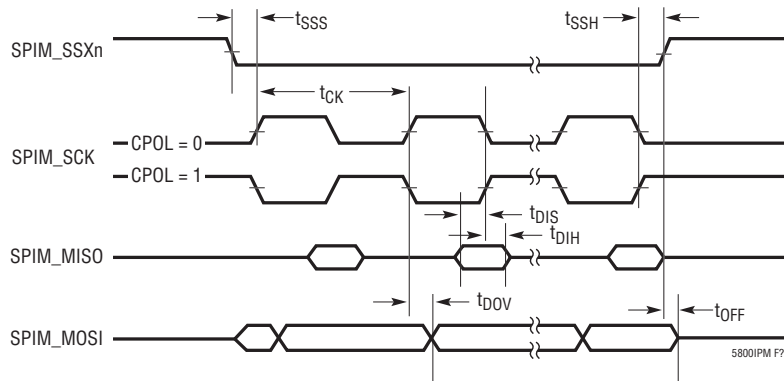 tSSS
tSSH
SPIM_SSXn
tCK
SPIM_SCK
CPOL = 0
CPOL = 1
tDIS
tDIH
SPIM_MISO
tDOV
tOFF
SPIM_MOSI
5800IPM F?